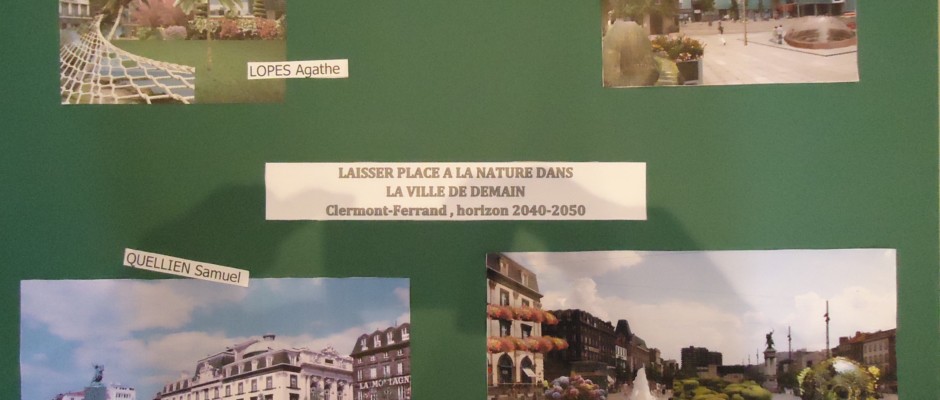 LOPES Agathe
LAISSER PLACE A LA NATURE DANS
LA VILLE DE DEMAIN
Clermont-Ferrand , horizon 2040-2050
QUELLIEN Samuel
LA MONTAGN